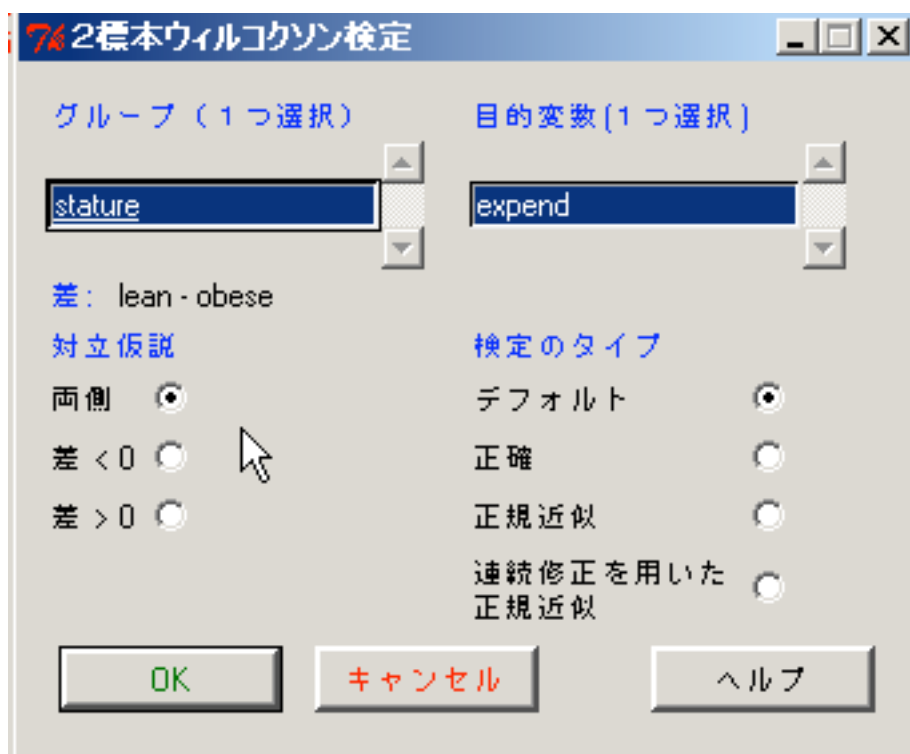 2標本ウィルコクソン検定
グループ（1つ選択）
目的変数[1つ選択]
stature
expend
差: lean - obese
対立仮説
検定のタイプ
両側
デフォルト
差 < 0
正確
差 > 0
正規近似
連続修正を用いた
正規近似
OK
キャンセル
ヘルプ